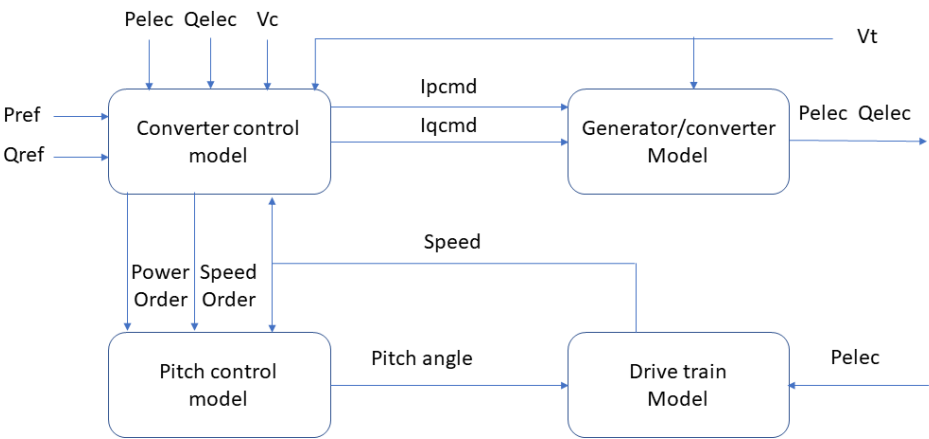 Pelec Qelec Vc
Vt
Pref
Qref
Converter control
model
Ipcmd
Iqcmd
Generator/converter
Model
Pelec Qelec
Speed
Power
Order
Speed
Order
Pitch control
model
Pitch angle
Drive train
Model
Pelec